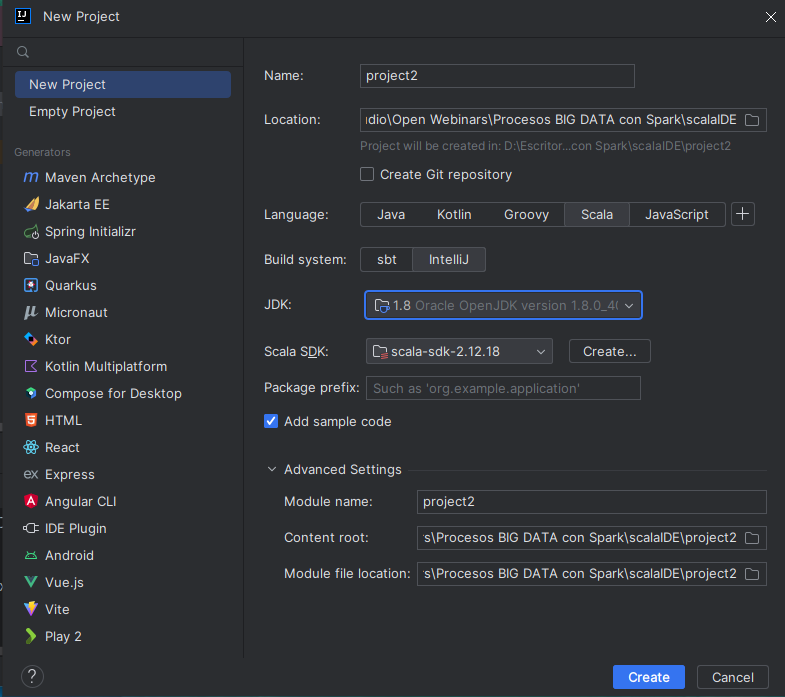 New Project
New Project
Empty Project
Generators
Maven Archetype
Jakarta EE
Spring Initializr
JavaFX
Quarkus
Micronaut
Ktor
Kotlin Multiplatform
Compose for Desktop
HTML
React
Express
Angular CLI
IDE Plugin
Android
Vue.js
Vite
Play 2
Name: project2
Location: dio\Open Webinars\Procesos BIG DATA con Spark\scalaIDE
Project will be created in: D:\Escritor...con Spark\scalaIDE\project2
Create Git repository
Language: Java Kotlin Groovy Scala JavaScript +
Build system: sbt IntelliJ
JDK: 1.8 Oracle OpenJDK version 1.8.0_40
Scala SDK: scala-sdk-2.12.18 Create...
Package prefix: Such as 'org.example.application'
Add sample code
Advanced Settings
Module name: project2
Content root: s\Procesos BIG DATA con Spark\scalaIDE\project2
Module file location: s\Procesos BIG DATA con Spark\scalaIDE\project2
? Create Cancel